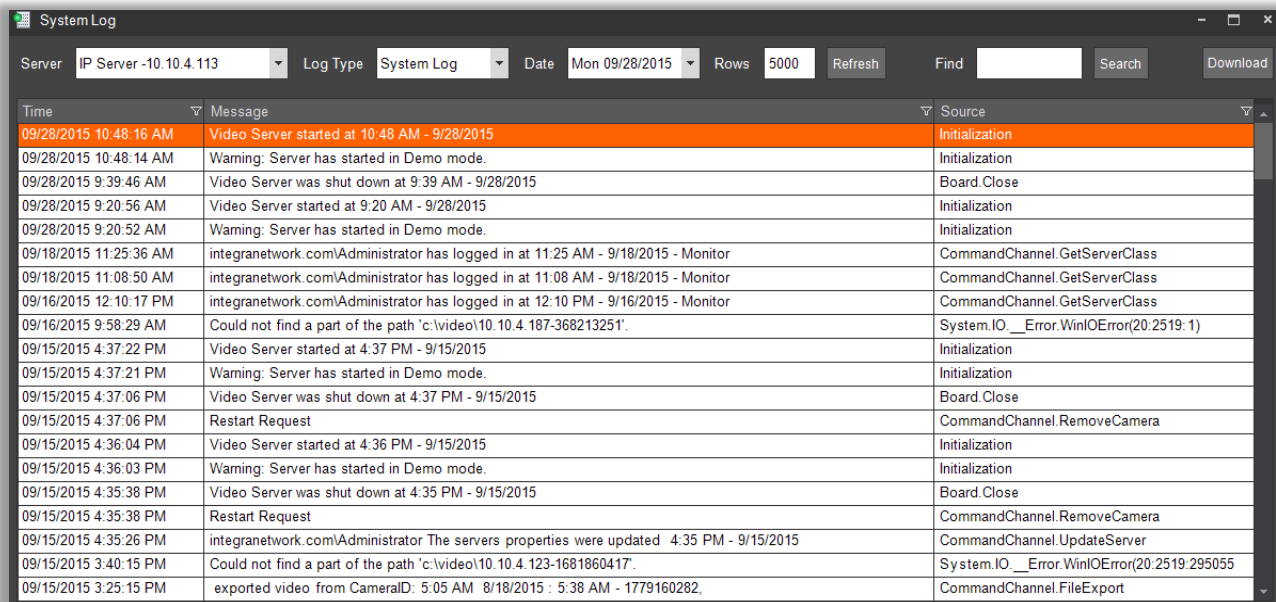 System Log
Server IP Server -10.10.4.113 Log Type System Log Date Mon 09/28/2015 Rows 5000 Refresh Find Search Download
Time Message Source
09/28/2015 10:48:16 AM Video Server started at 10:48 AM - 9/28/2015 Initialization
09/28/2015 10:48:14 AM Warning: Server has started in Demo mode. Initialization
09/28/2015 9:39:46 AM Video Server was shut down at 9:39 AM - 9/28/2015 Board.Close
09/28/2015 9:20:56 AM Video Server started at 9:20 AM - 9/28/2015 Initialization
09/28/2015 9:20:52 AM Warning: Server has started in Demo mode. Initialization
09/18/2015 11:25:36 AM integranetwork.com\Administrator has logged in at 11:25 AM - 9/18/2015 - Monitor CommandChannel.GetServerClass
09/18/2015 11:08:50 AM integranetwork.com\Administrator has logged in at 11:08 AM - 9/18/2015 - Monitor CommandChannel.GetServerClass
09/16/2015 12:10:17 PM integranetwork.com\Administrator has logged in at 12:10 PM - 9/16/2015 - Monitor CommandChannel.GetServerClass
09/16/2015 9:58:29 AM Could not find a part of the path 'c:\video\10.10.4.187-368213251'. System.IO.__Error.WinIOError(20:2519:1)
09/15/2015 4:37:22 PM Video Server started at 4:37 PM - 9/15/2015 Initialization
09/15/2015 4:37:21 PM Warning: Server has started in Demo mode. Initialization
09/15/2015 4:37:06 PM Video Server was shut down at 4:37 PM - 9/15/2015 Board.Close
09/15/2015 4:37:06 PM Restart Request CommandChannel.RemoveCamera
09/15/2015 4:36:04 PM Video Server started at 4:36 PM - 9/15/2015 Initialization
09/15/2015 4:36:03 PM Warning: Server has started in Demo mode. Initialization
09/15/2015 4:35:38 PM Video Server was shut down at 4:35 PM - 9/15/2015 Board.Close
09/15/2015 4:35:38 PM Restart Request CommandChannel.RemoveCamera
09/15/2015 4:35:26 PM integranetwork.com\Administrator The servers properties were updated 4:35 PM - 9/15/2015 CommandChannel.UpdateServer
09/15/2015 3:40:15 PM Could not find a part of the path 'c:\video\10.10.4.123-1681860417'. System.IO.__Error.WinIOError(20:2519:295055
09/15/2015 3:25:15 PM exported video from CameraID: 5:05 AM 8/18/2015 : 5:38 AM - 1779160282, CommandChannel.FileExport